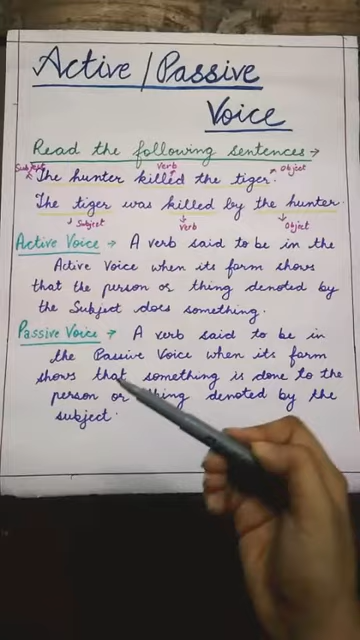 Active/Passive
Voice
Read the following sentences →
Subject Verb Object
The hunter killed the tiger.
The tiger was killed by the hunter.
Subject Verb Object
Active Voice → A verb said to be in the
Active Voice when its form shows
that the person or thing denoted by
the Subject does something.
Passive Voice → A verb said to be in
the Passive Voice when its form
shows that something is done to the
person or thing denoted by the
subject.